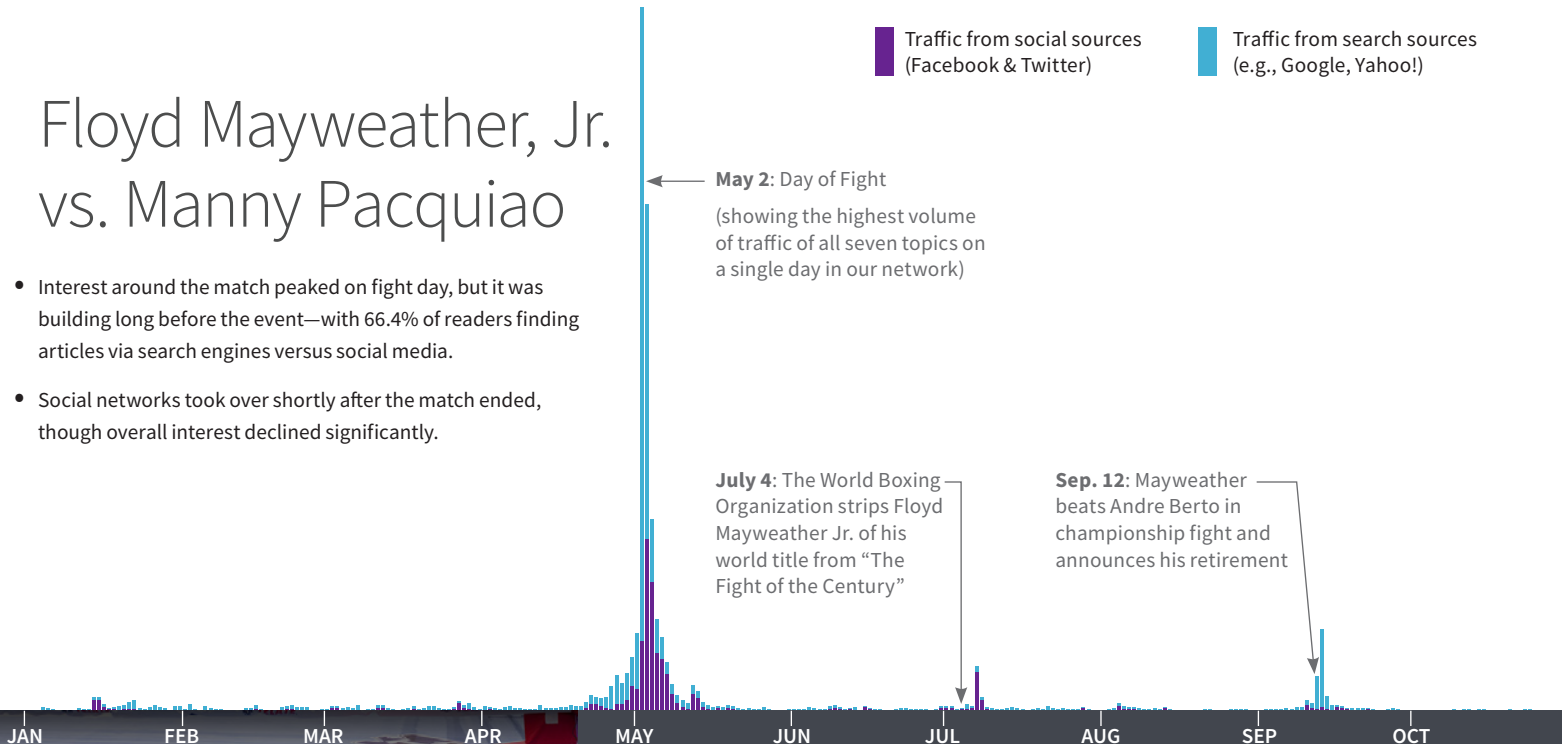 Traffic from social sources
(Facebook & Twitter)
Traffic from search sources
(e.g., Google, Yahoo!)
Floyd Mayweather, Jr.
vs. Manny Pacquiao
• Interest around the match peaked on fight day, but it was
building long before the event—with 66.4% of readers finding
articles via search engines versus social media.
• Social networks took over shortly after the match ended,
though overall interest declined significantly.
May 2: Day of Fight
(showing the highest volume
of traffic of all seven topics on
a single day in our network)
July 4: The World Boxing
Organization strips Floyd
Mayweather Jr. of his
world title from “The
Fight of the Century”
Sep. 12: Mayweather
beats Andre Berto in
championship fight and
announces his retirement
JAN FEB MAR APR MAY JUN JUL AUG SEP OCT